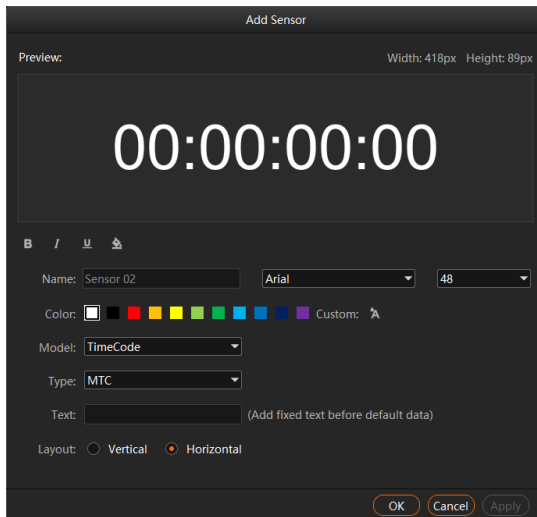 Add Sensor
Preview: Width: 418px Height: 89px
00:00:00:00
B I U
Name: Sensor 02 Arial 48
Color: Custom: A
Model: TimeCode
Type: MTC
Text: (Add fixed text before default data)
Layout: Vertical Horizontal
OK Cancel Apply